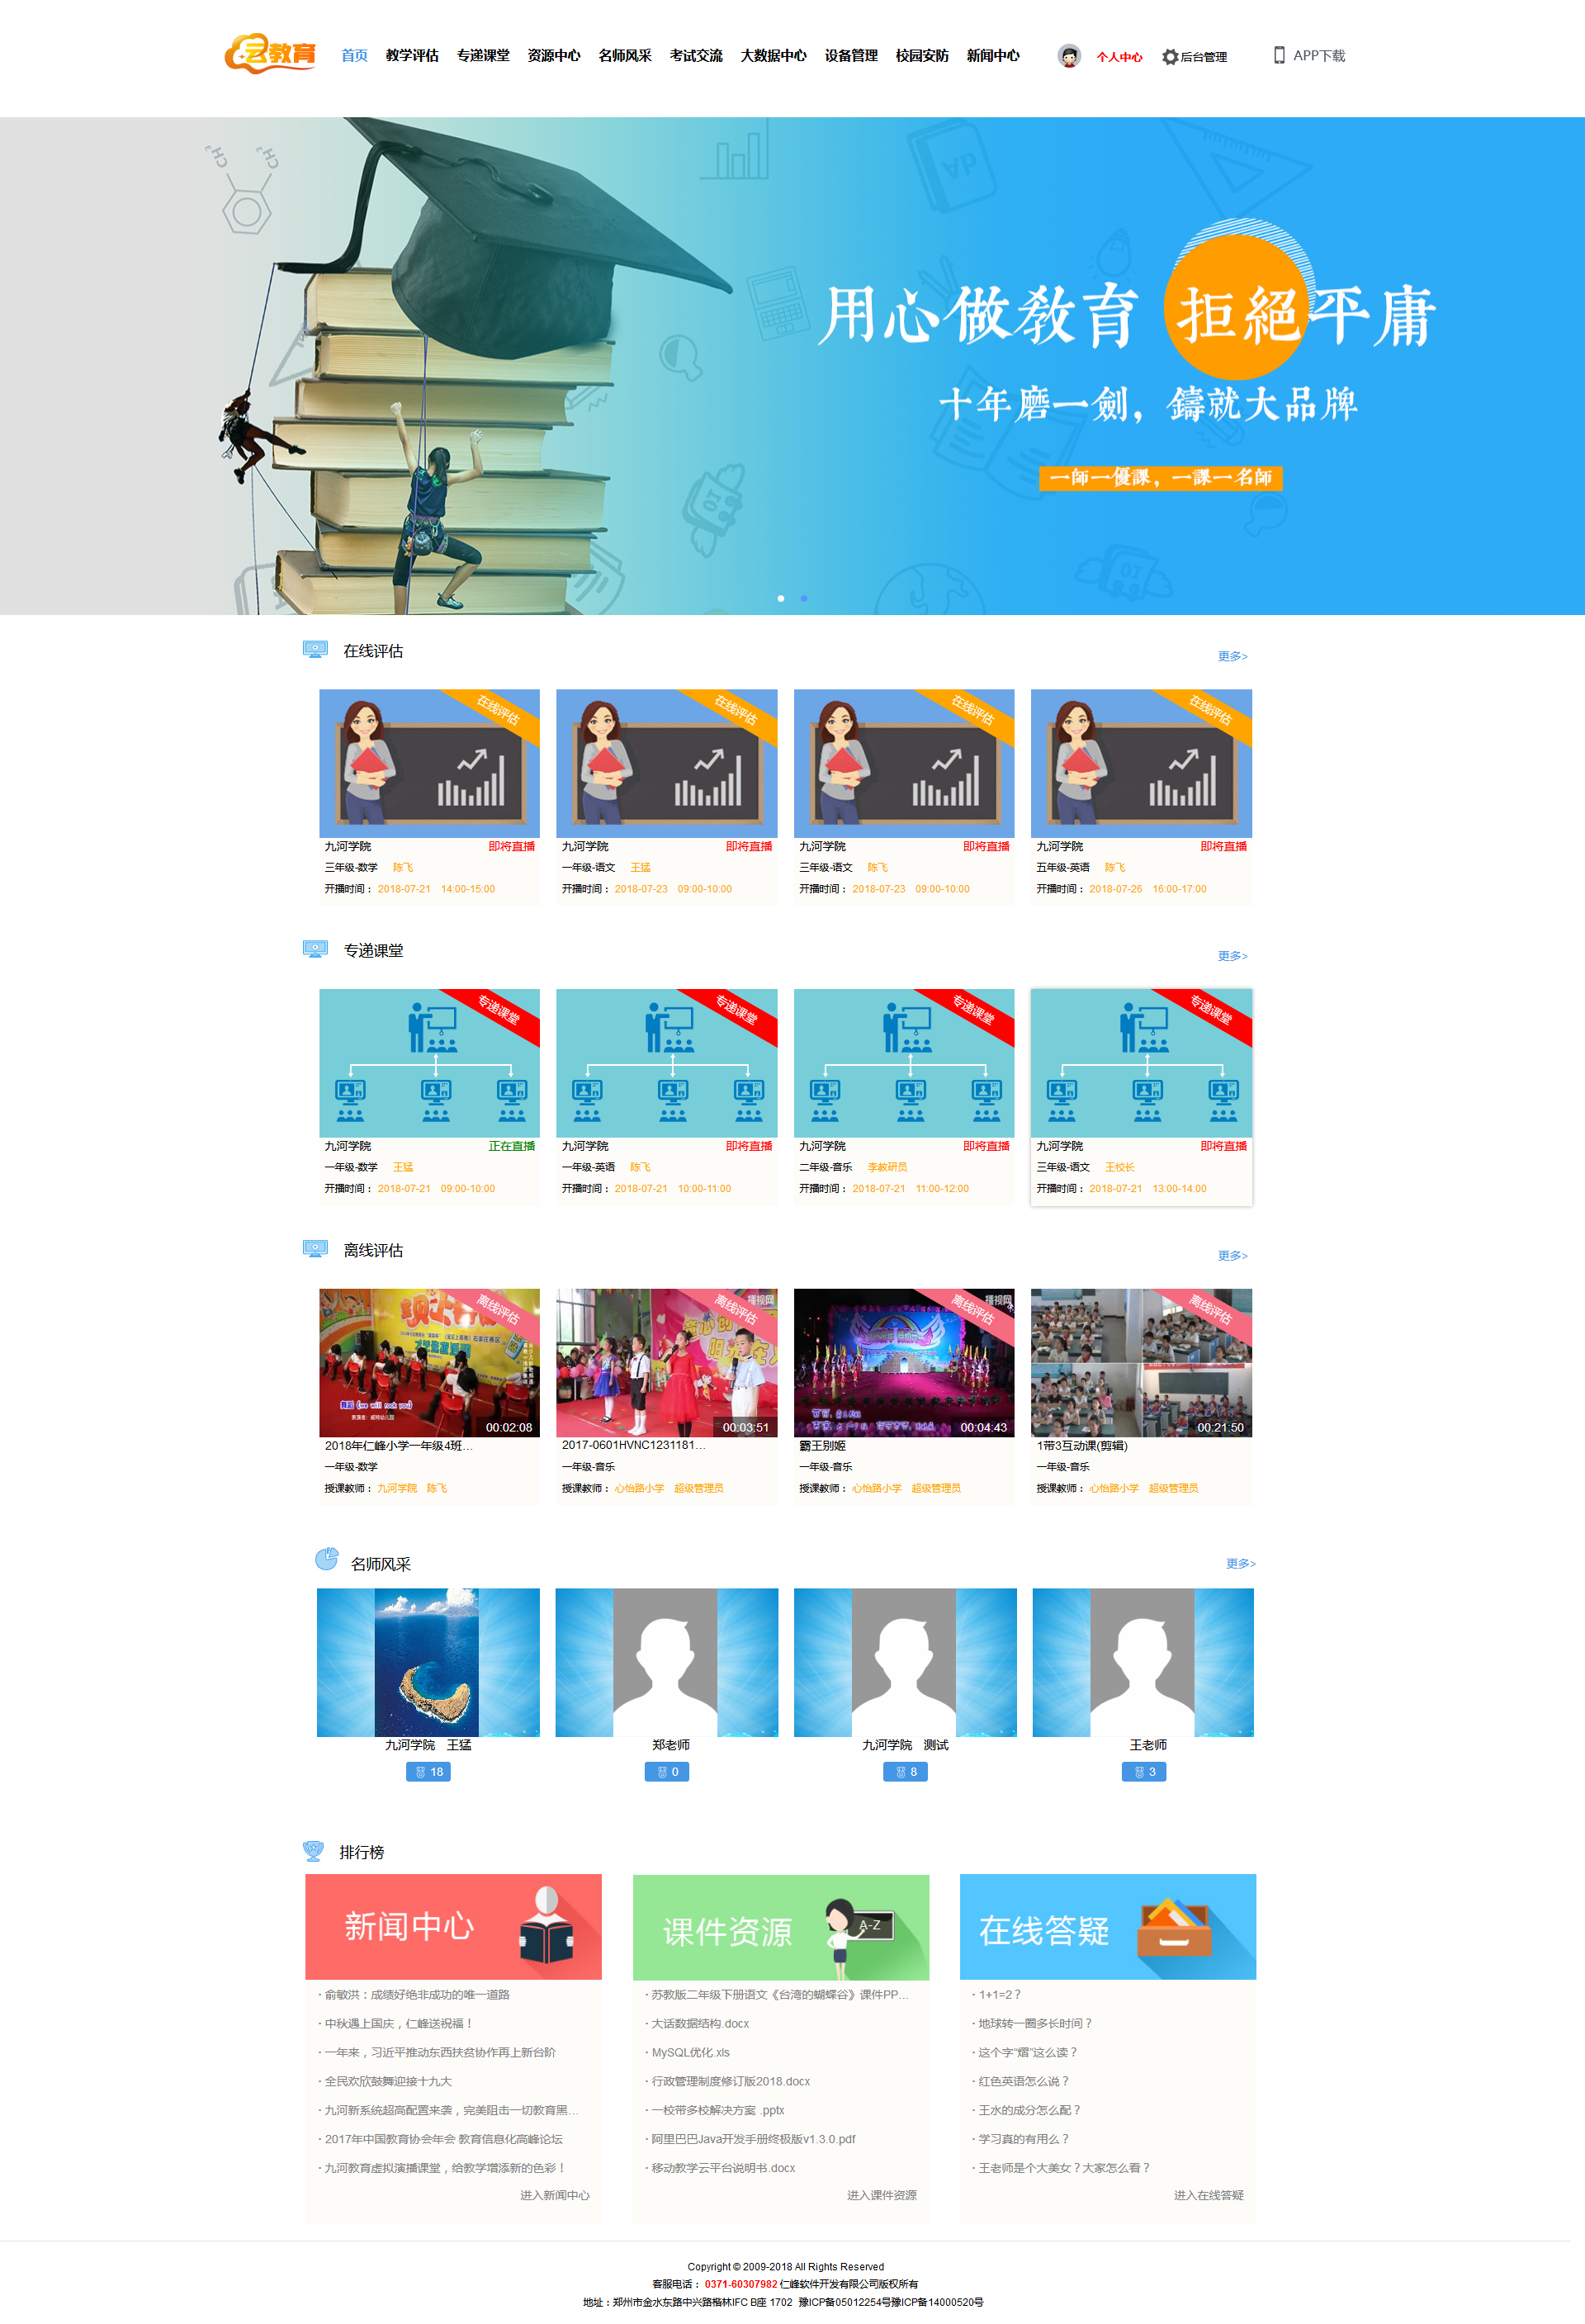 云教育
首页 教学评估 专递课堂 资源中心 名师风采 考试交流 大数据中心 设备管理 校园安防 新闻中心 个人中心 后台管理 APP下载
用心做教育 拒絕平庸
十年磨一劍，鑄就大品牌
一師一優課，一課一名師
在线评估 更多>
在线评估 在线评估 在线评估 在线评估
九河学院 即将直播 九河学院 即将直播 九河学院 即将直播 九河学院 即将直播
三年级-数学 陈飞 一年级-语文 王猛 三年级-语文 陈飞 五年级-英语 陈飞
开播时间： 2018-07-21 14:00-15:00 开播时间： 2018-07-23 09:00-10:00 开播时间： 2018-07-23 09:00-10:00 开播时间： 2018-07-26 16:00-17:00
专递课堂 更多>
专递课堂 专递课堂 专递课堂 专递课堂
九河学院 正在直播 九河学院 即将直播 九河学院 即将直播 九河学院 即将直播
一年级-数学 王猛 一年级-英语 陈飞 二年级-音乐 李教研员 三年级-语文 王校长
开播时间： 2018-07-21 09:00-10:00 开播时间： 2018-07-21 10:00-11:00 开播时间： 2018-07-21 11:00-12:00 开播时间： 2018-07-21 13:00-14:00
离线评估 更多>
离线评估 离线评估 播视网 离线评估 播视网 离线评估
舞蹈《we will rock you》
00:02:08 00:03:51 00:04:43 00:21:50
2018年仁峰小学一年级4班... 2017-0601HVNC1231181... 霸王别姬 1带3互动课(剪辑)
一年级-数学 一年级-音乐 一年级-音乐 一年级-音乐
授课教师： 九河学院 陈飞 授课教师： 心怡路小学 超级管理员 授课教师： 心怡路小学 超级管理员 授课教师： 心怡路小学 超级管理员
名师风采 更多>
九河学院 王猛 郑老师 九河学院 测试 王老师
18 0 8 3
排行榜
新闻中心
· 俞敏洪：成绩好绝非成功的唯一道路
· 中秋遇上国庆，仁峰送祝福！
· 一年来，习近平推动东西扶贫协作再上新台阶
· 全民欢欣鼓舞迎接十九大
· 九河新系统超高配置来袭，完美阻击一切教育黑...
· 2017年中国教育协会年会 教育信息化高峰论坛
· 九河教育虚拟演播课堂，给教学增添新的色彩！
进入新闻中心
课件资源
A-Z
· 苏教版二年级下册语文《台湾的蝴蝶谷》课件PP...
· 大话数据结构.docx
· MySQL优化.xls
· 行政管理制度修订版2018.docx
· 一校带多校解决方案 .pptx
· 阿里巴巴Java开发手册终极版v1.3.0.pdf
· 移动教学云平台说明书.docx
进入课件资源
在线答疑
· 1+1=2？
· 地球转一圈多长时间？
· 这个字“熠”这么读？
· 红色英语怎么说？
· 王水的成分怎么配？
· 学习真的有用么？
· 王老师是个大美女？大家怎么看？
进入在线答疑
Copyright © 2009-2018 All Rights Reserved
客服电话： 0371-60307982 仁峰软件开发有限公司版权所有
地址：郑州市金水东路中兴路楷林IFC B座 1702 豫ICP备05012254号豫ICP备14000520号